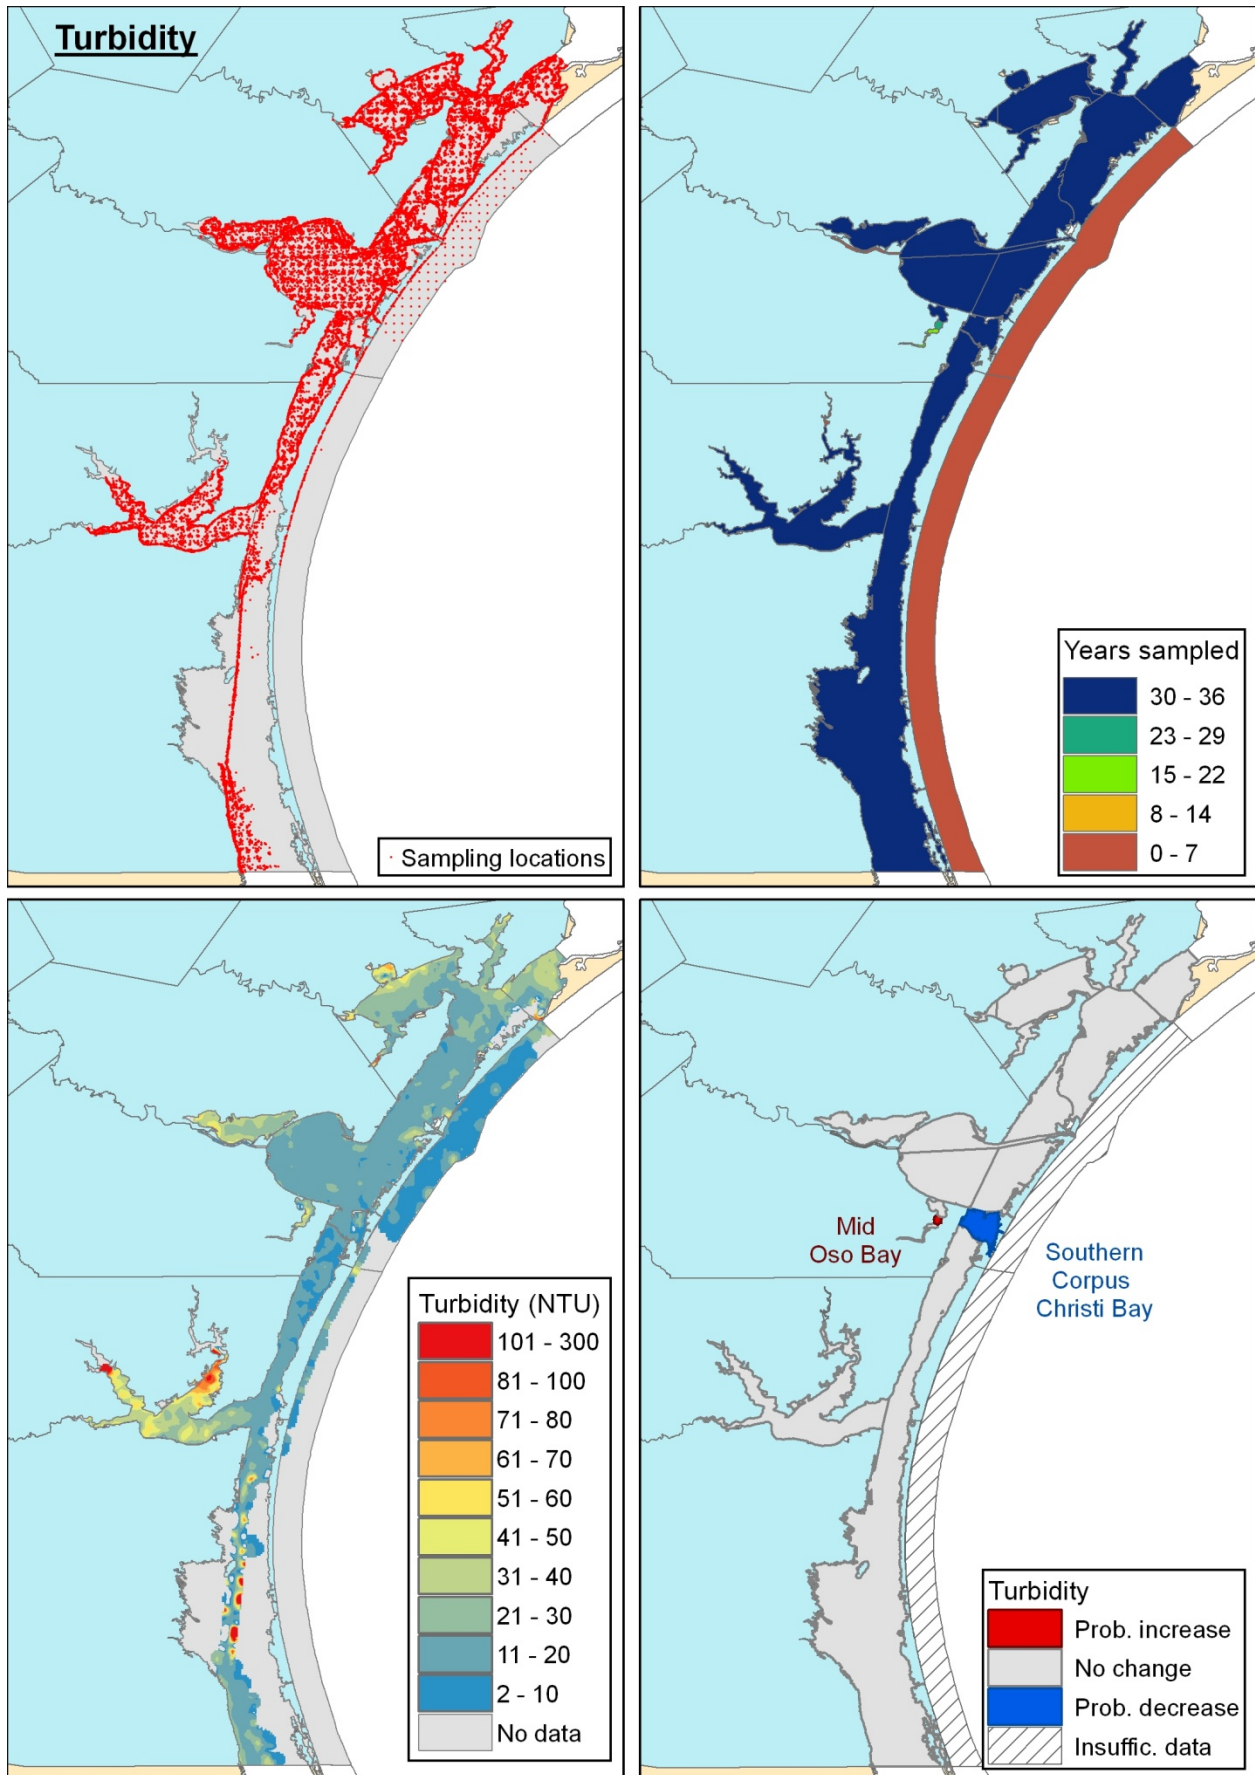 Turbidity
Sampling locations
Years sampled
30 - 36
23 - 29
15 - 22
8 - 14
0 - 7
Turbidity (NTU)
101 - 300
81 - 100
71 - 80
61 - 70
51 - 60
41 - 50
31 - 40
21 - 30
11 - 20
2 - 10
No data
Mid
Oso Bay
Southern
Corpus
Christi Bay
Turbidity
Prob. increase
No change
Prob. decrease
Insuffic. data